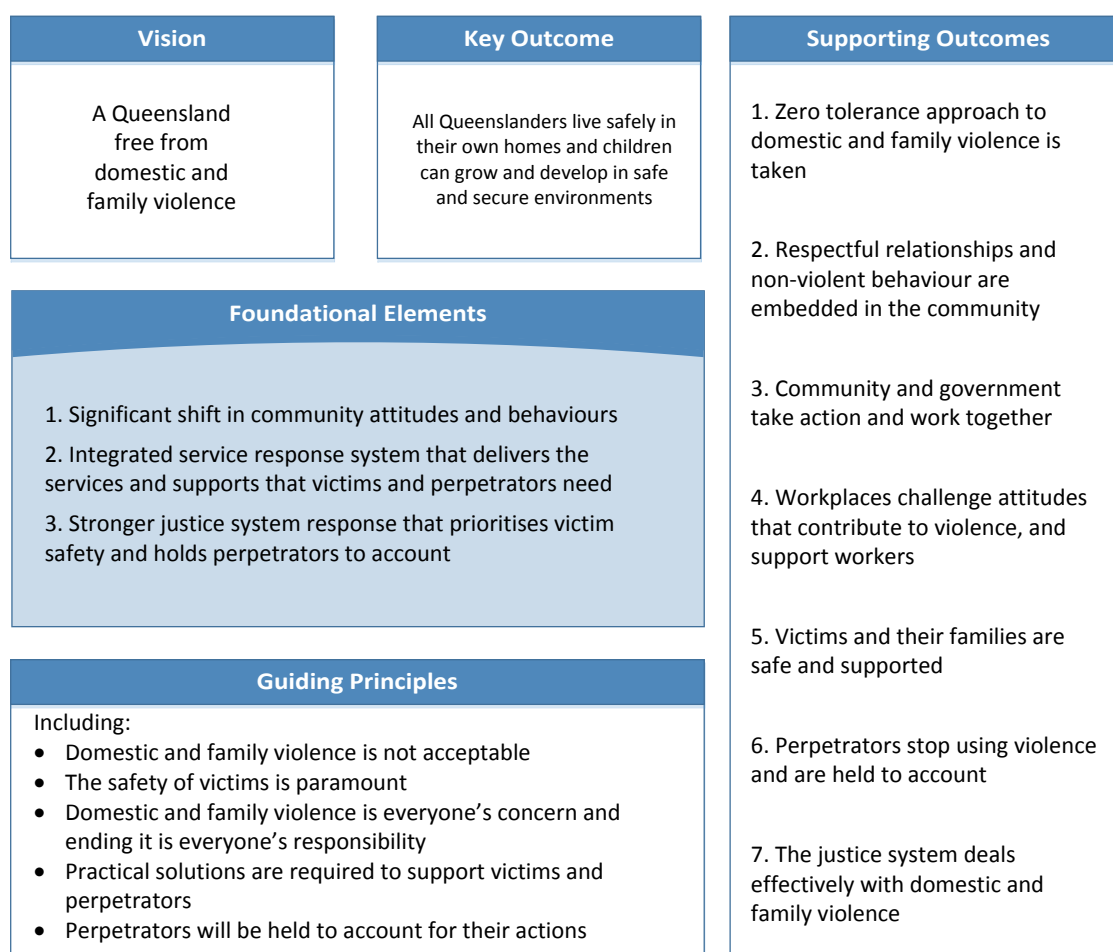 Vision
A Queensland
free from
domestic and
family violence
Key Outcome
All Queenslanders live safely in
their own homes and children
can grow and develop in safe
and secure environments
Foundational Elements
1. Significant shift in community attitudes and behaviours
2. Integrated service response system that delivers the
services and supports that victims and perpetrators need
3. Stronger justice system response that prioritises victim
safety and holds perpetrators to account
Guiding Principles
Including:
• Domestic and family violence is not acceptable
• The safety of victims is paramount
• Domestic and family violence is everyone’s concern and
ending it is everyone’s responsibility
• Practical solutions are required to support victims and
perpetrators
• Perpetrators will be held to account for their actions
Supporting Outcomes
1. Zero tolerance approach to
domestic and family violence is
taken
2. Respectful relationships and
non-violent behaviour are
embedded in the community
3. Community and government
take action and work together
4. Workplaces challenge attitudes
that contribute to violence, and
support workers
5. Victims and their families are
safe and supported
6. Perpetrators stop using violence
and are held to account
7. The justice system deals
effectively with domestic and
family violence